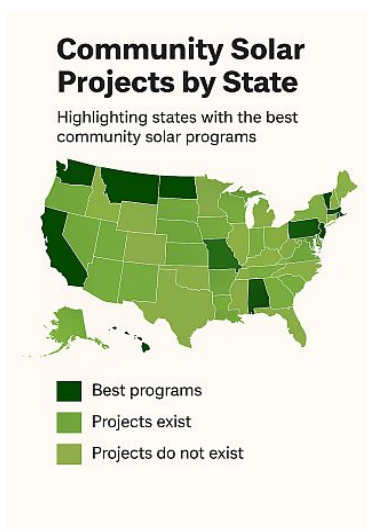 Community Solar
Projects by State
Highlighting states with the best
community solar programs
Best programs
Projects exist
Projects do not exist